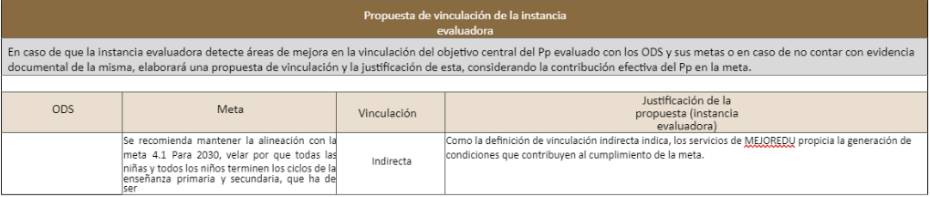 Propuesta de vinculación de la instancia
evaluadora
En caso de que la instancia evaluadora detecte áreas de mejora en la vinculación del objetivo central del Pp evaluado con los ODS y sus metas o en caso de no contar con evidencia
documental de la misma, elaborará una propuesta de vinculación y la justificación de esta, considerando la contribución efectiva del Pp en la meta.
ODS
Meta
Vinculación
Justificación de la
propuesta (instancia
evaluadora)
Se recomienda mantener la alineación con la
meta 4.1 Para 2030, velar por que todas las
niñas y todos los niños terminen los ciclos de la
enseñanza primaria y secundaria, que ha de
ser
Indirecta
Como la definición de vinculación indirecta indica, los servicios de MEJOREDU propicia la generación de
condiciones que contribuyen al cumplimiento de la meta.